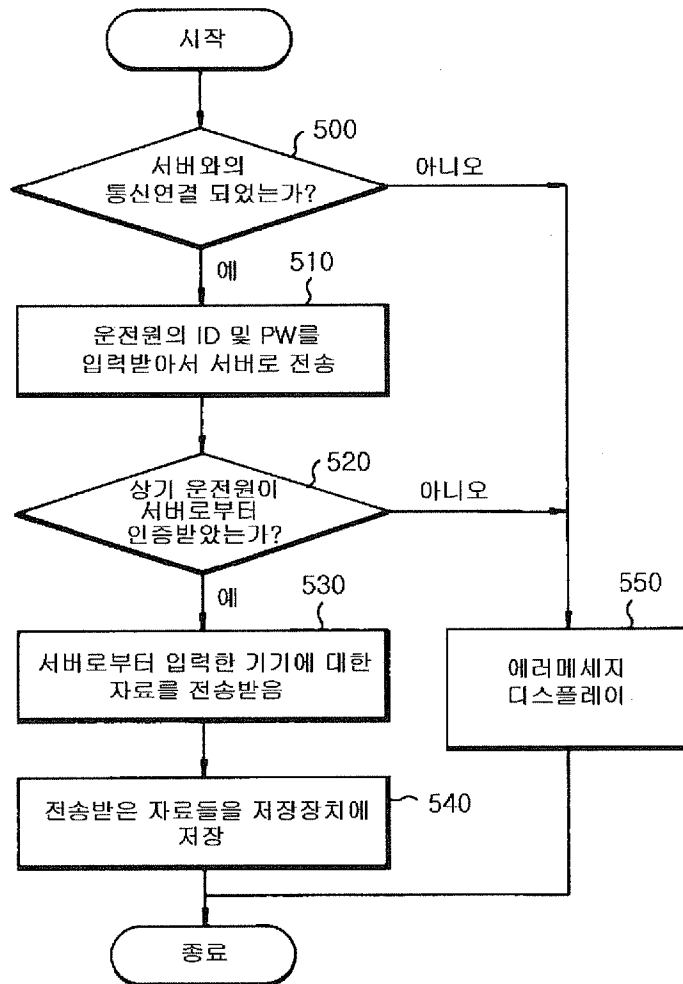 시작
500
서버와의
통신연결 되었는가?
아니오
예
510
운전원의 ID 및 PW를
입력받아서 서버로 전송
520
상기 운전원이
서버로부터
인증받았는가?
아니오
예
530
서버로부터 입력한 기기에 대한
자료를 전송받음
550
에러메세지
디스플레이
전송받은 자료들을 저장장치에
저장
540
종료